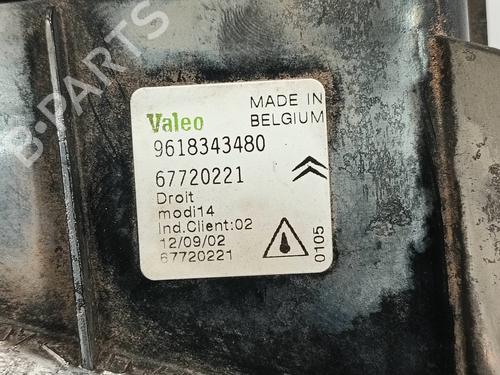 B-PARTS
Valeo
MADE IN
BELGIUM
9618343480
67720221
Droit
modi14
Ind.Client:02
12/09/02
67720221
0105